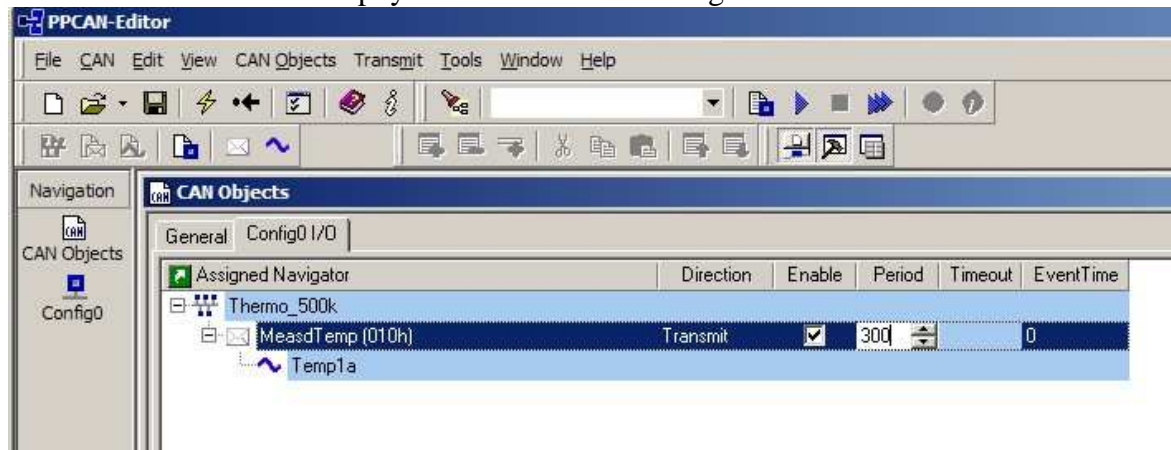 PPCAN-Editor
File CAN Edit View CAN Objects Transmit Tools Window Help
Navigation
CAN Objects
CAN Objects
General Config0 I/O
Assigned Navigator Direction Enable Period Timeout EventTime
Config0
Thermo_500k
MeasdTemp (010h) Transmit 300 0
Temp1a